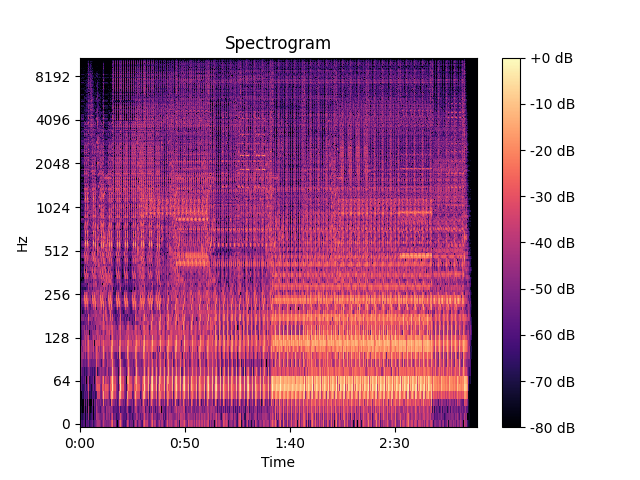 Spectrogram
Hz
8192
4096
2048
1024
512
256
128
64
0
0:00
0:50
1:40
2:30
Time
+0 dB
-10 dB
-20 dB
-30 dB
-40 dB
-50 dB
-60 dB
-70 dB
-80 dB